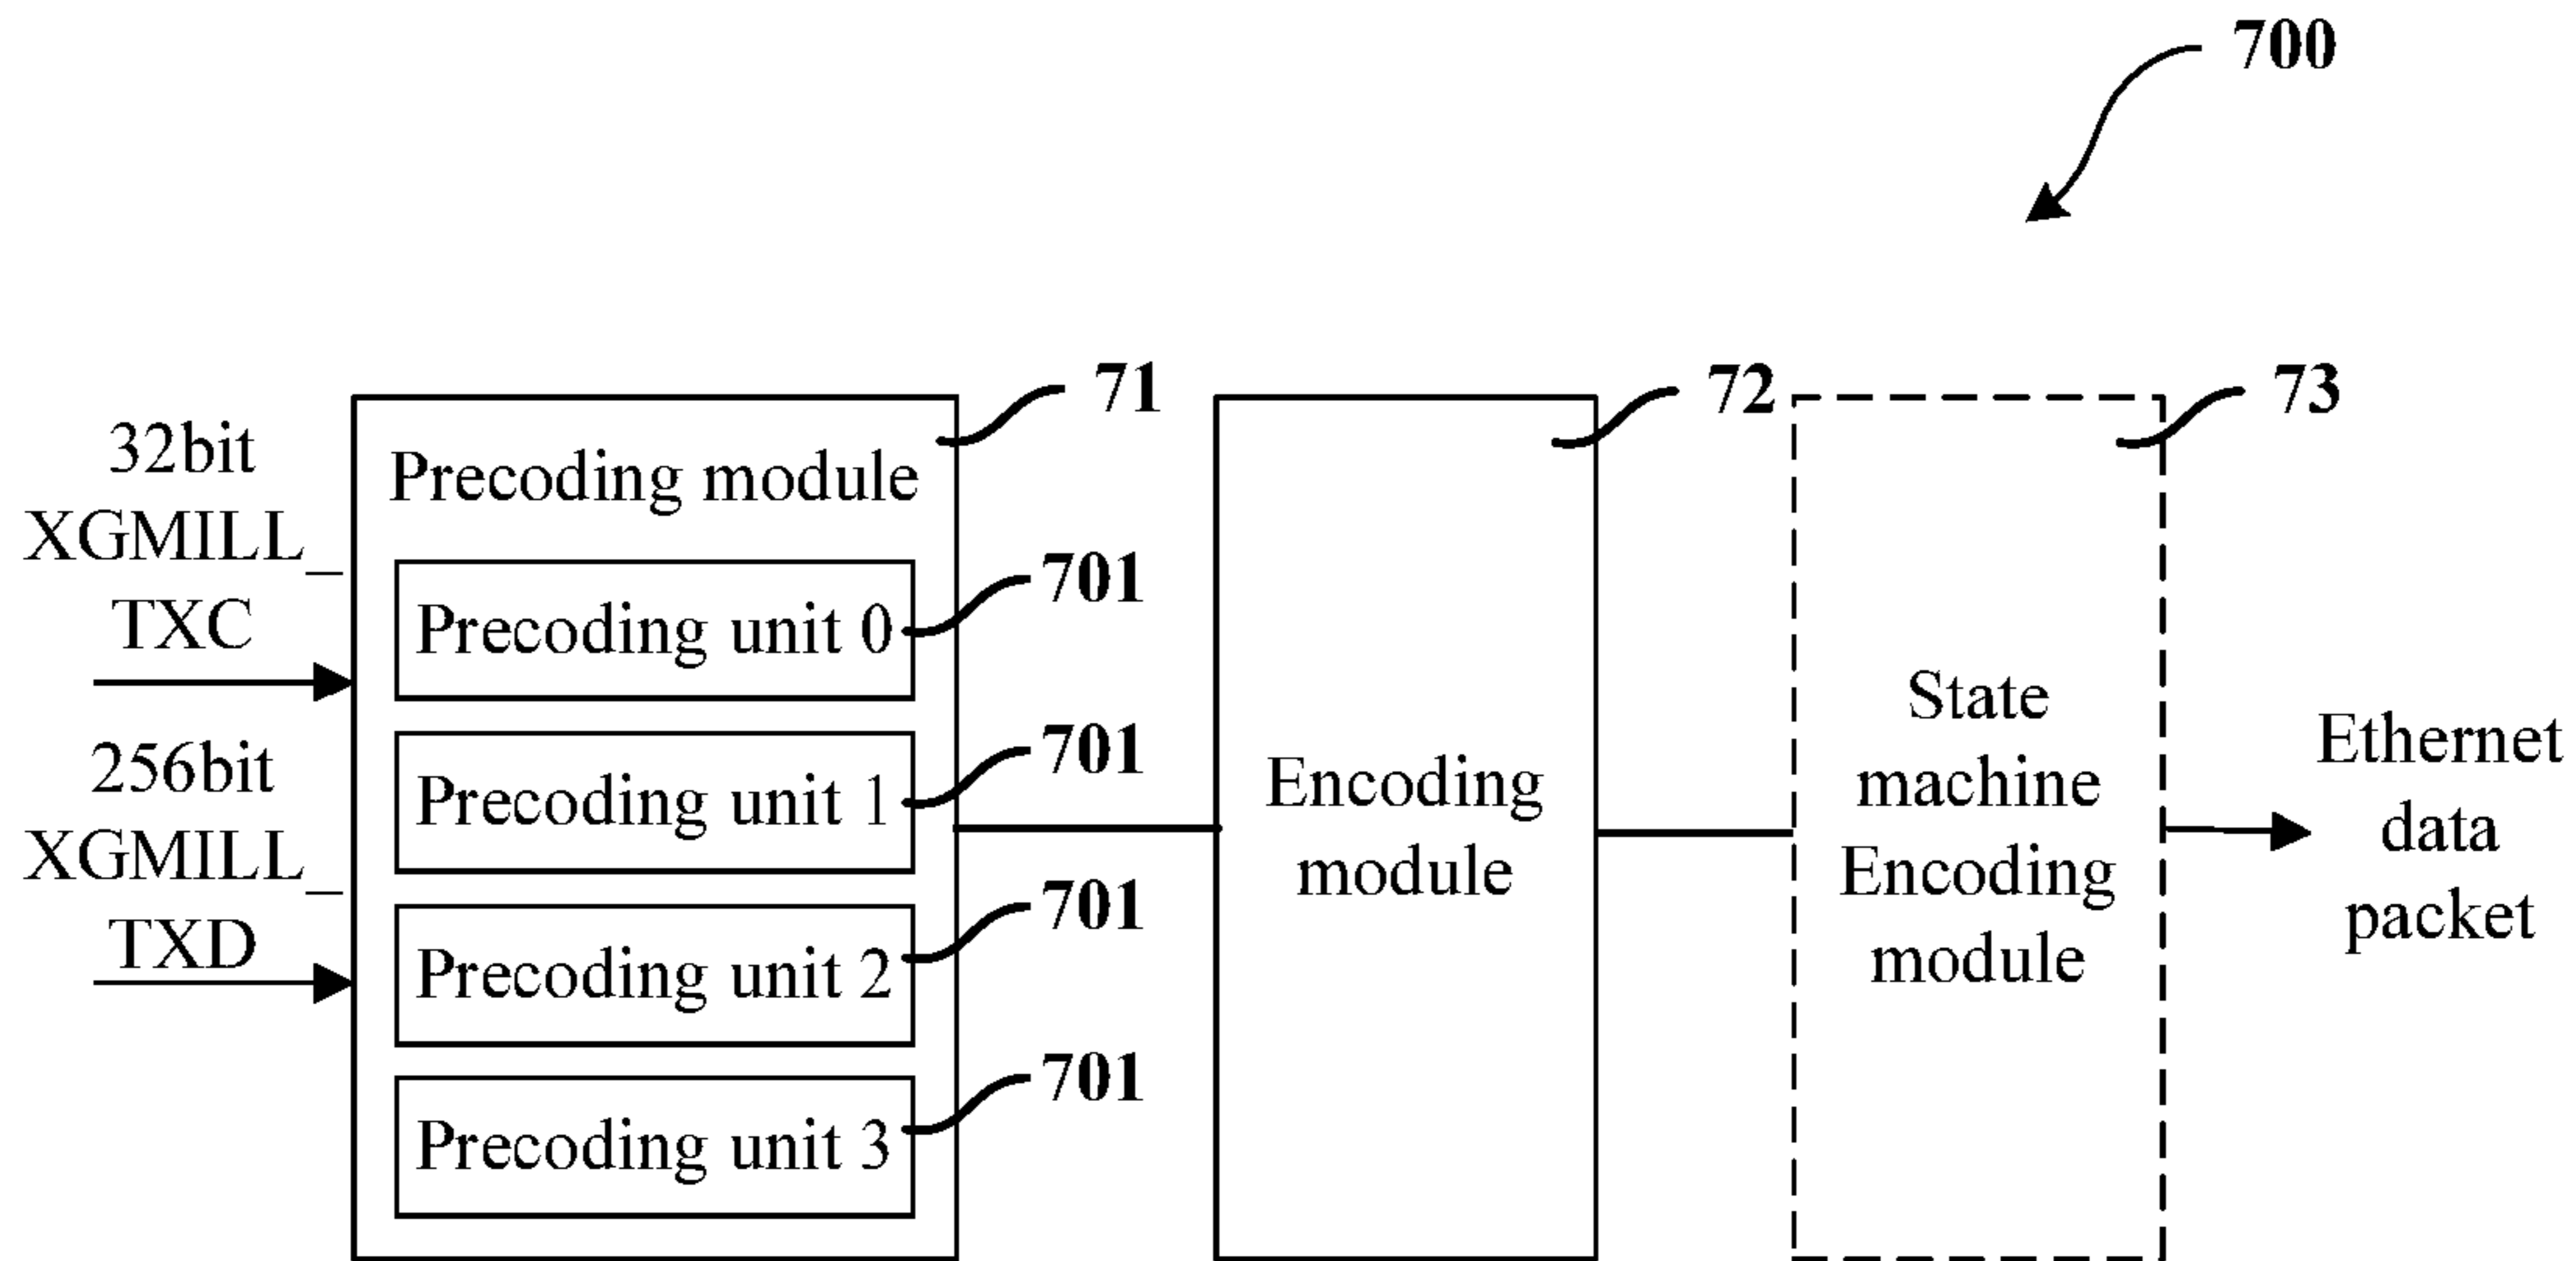 700
71
72
73
32bit
XGMILL_
TXC
256bit
XGMILL_
TXD
Precoding module
Precoding unit 0
701
Precoding unit 1
701
Precoding unit 2
701
Precoding unit 3
701
Encoding
module
State
machine
Encoding
module
Ethernet
data
packet